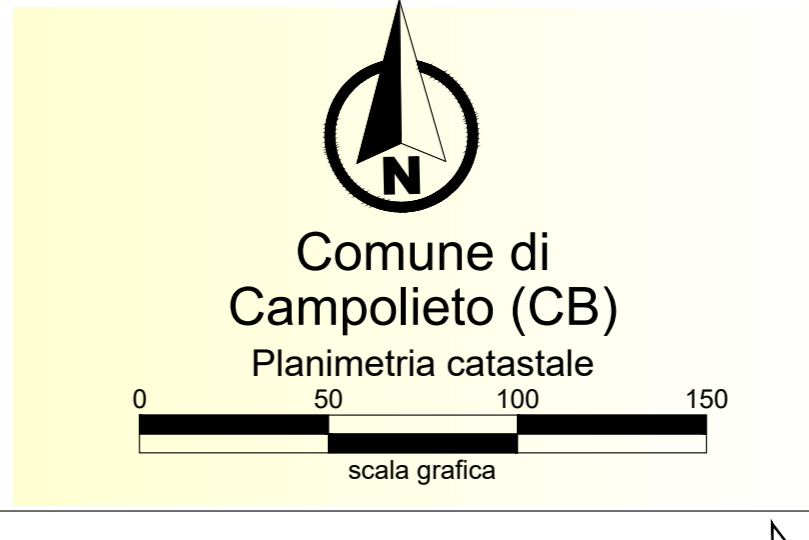 N
Comune di
Campolieto (CB)
Planimetria catastale
0 50 100 150
scala grafica